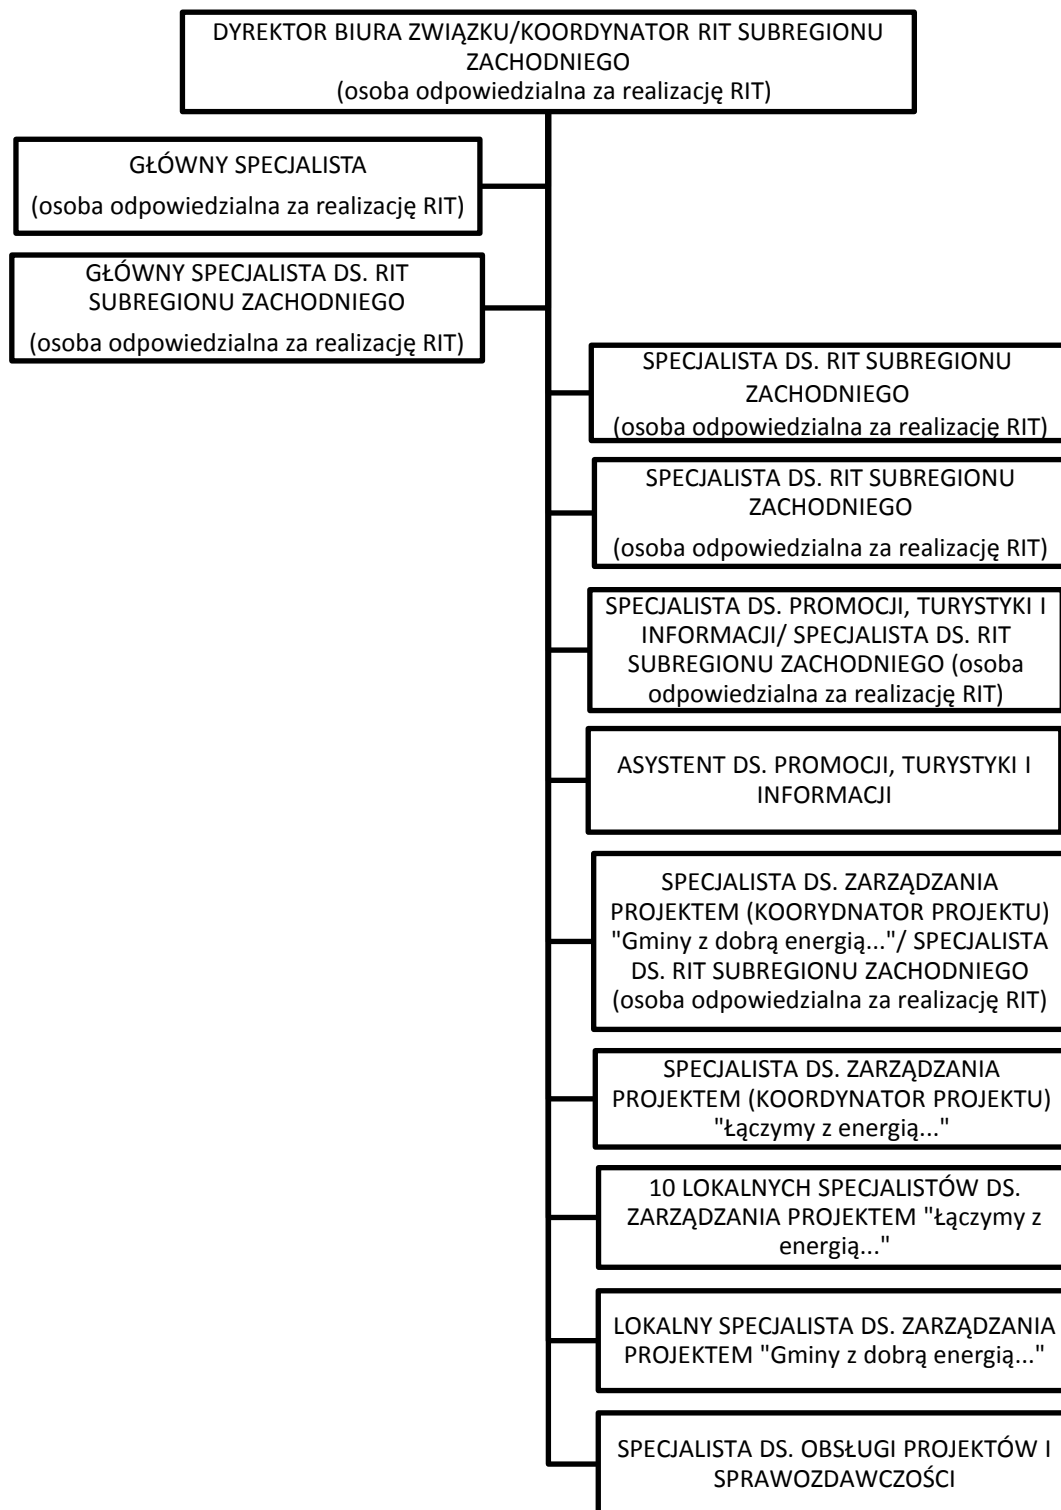 DYREKTOR BIURA ZWIĄZKU/KOORDYNATOR RIT SUBREGIONU
ZACHODNIEGO
(osoba odpowiedzialna za realizację RIT)
GŁÓWNY SPECJALISTA
(osoba odpowiedzialna za realizację RIT)
GŁÓWNY SPECJALISTA DS. RIT
SUBREGIONU ZACHODNIEGO
(osoba odpowiedzialna za realizację RIT)
SPECJALISTA DS. RIT SUBREGIONU
ZACHODNIEGO
(osoba odpowiedzialna za realizację RIT)
SPECJALISTA DS. RIT SUBREGIONU
ZACHODNIEGO
(osoba odpowiedzialna za realizację RIT)
SPECJALISTA DS. PROMOCJI, TURYSTYKI I
INFORMACJI/ SPECJALISTA DS. RIT
SUBREGIONU ZACHODNIEGO (osoba
odpowiedzialna za realizację RIT)
ASYSTENT DS. PROMOCJI, TURYSTYKI I
INFORMACJI
SPECJALISTA DS. ZARZĄDZANIA
PROJEKTEM (KOORYDNATOR PROJEKTU)
"Gminy z dobrą energią..."/ SPECJALISTA
DS. RIT SUBREGIONU ZACHODNIEGO
(osoba odpowiedzialna za realizację RIT)
SPECJALISTA DS. ZARZĄDZANIA
PROJEKTEM (KOORDYNATOR PROJEKTU)
"Łączymy z energią..."
10 LOKALNYCH SPECJALISTÓW DS.
ZARZĄDZANIA PROJEKTEM "Łączymy z
energią..."
LOKALNY SPECJALISTA DS. ZARZĄDZANIA
PROJEKTEM "Gminy z dobrą energią..."
SPECJALISTA DS. OBSŁUGI PROJEKTÓW I
SPRAWOZDAWCZOŚCI